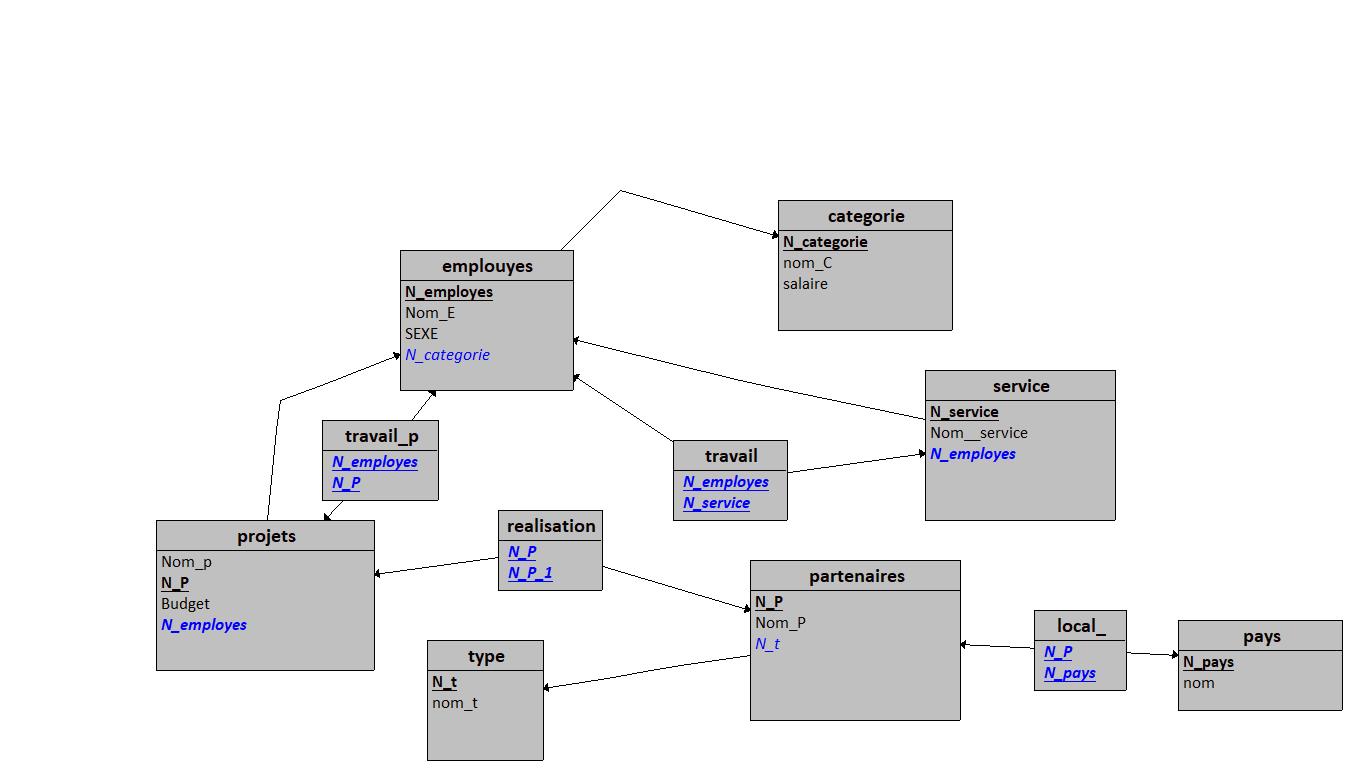 categorie
N_categorie
nom_C
salaire
emplouyes
N_employes
Nom_E
SEXE
N_categorie
service
N_service
Nom__service
N_employes
travail_p
N_employes
N_P
travail
N_employes
N_service
projets
Nom_p
N_P
Budget
N_employes
realisation
N_P
N_P_1
partenaires
N_P
Nom_P
N_t
type
N_t
nom_t
local_
N_P
N_pays
pays
N_pays
nom